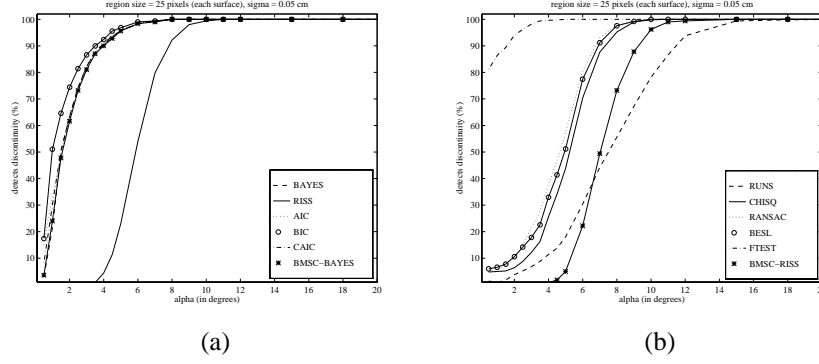 region size = 25 pixels (each surface), sigma = 0.05 cm
100
90
80
70
60
50
40
30
20
10
detects discontinuity (%)
BAYES
RISS
AIC
BIC
CAIC
BMSC-BAYES
2 4 6 8 10 12 14 16 18 20
alpha (in degrees)
(a)
region size = 25 pixels (each surface), sigma = 0.05 cm
100
90
80
70
60
50
40
30
20
10
detects discontinuity (%)
RUNS
CHISQ
RANSAC
BESL
FTEST
BMSC-RISS
2 4 6 8 10 12 14 16 18 20
alpha (in degrees)
(b)